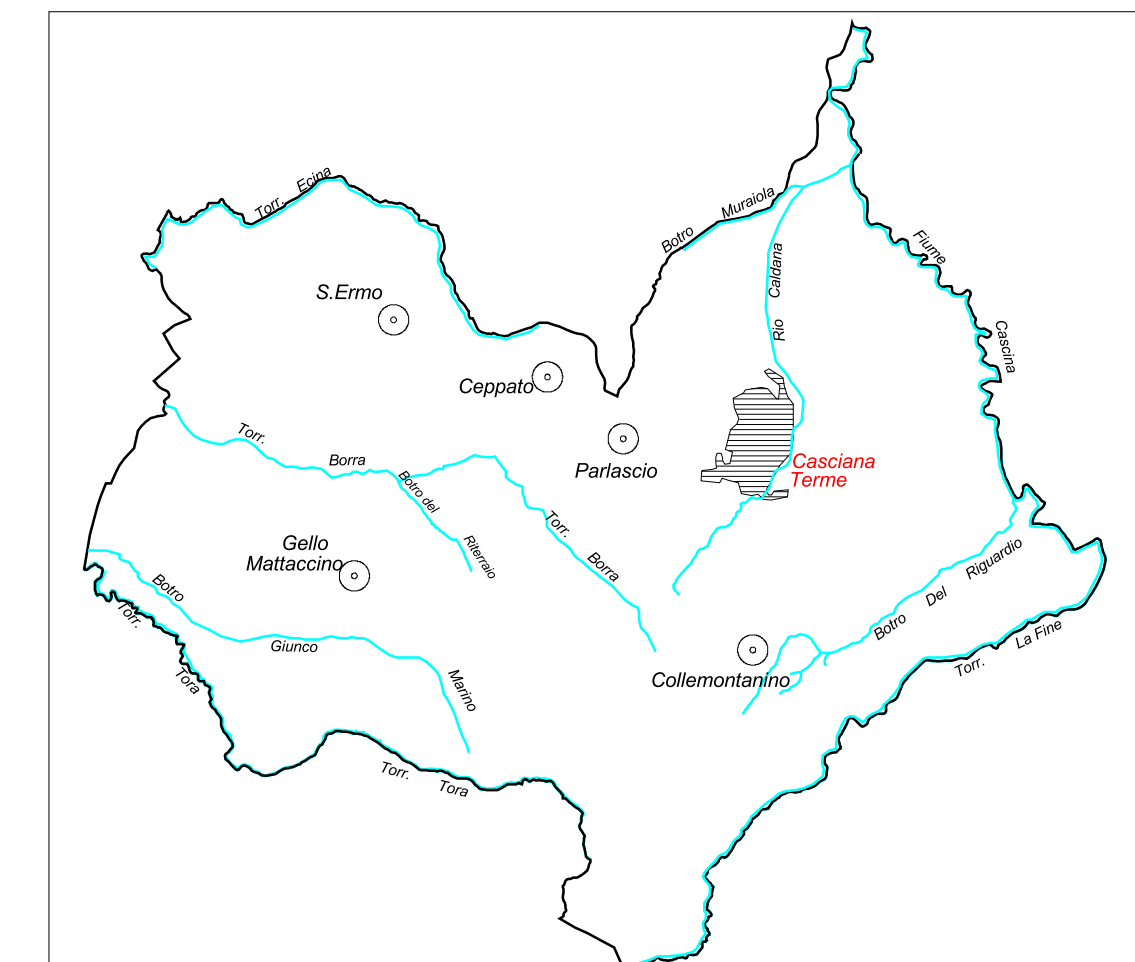 Torr. Ecina
Botro Muraiola
Fiume Cascina
Rio Caldana
S.Ermo
Ceppato
Parlascio
Casciana
Terme
Torr. Borra
Botro del Riterraio
Torr. Borra
Gello
Mattaccino
Botro Giunco Marino
Torr. Tora
Torr. Tora
Collemontanino
Botro Del Riguardio
Torr. La Fine